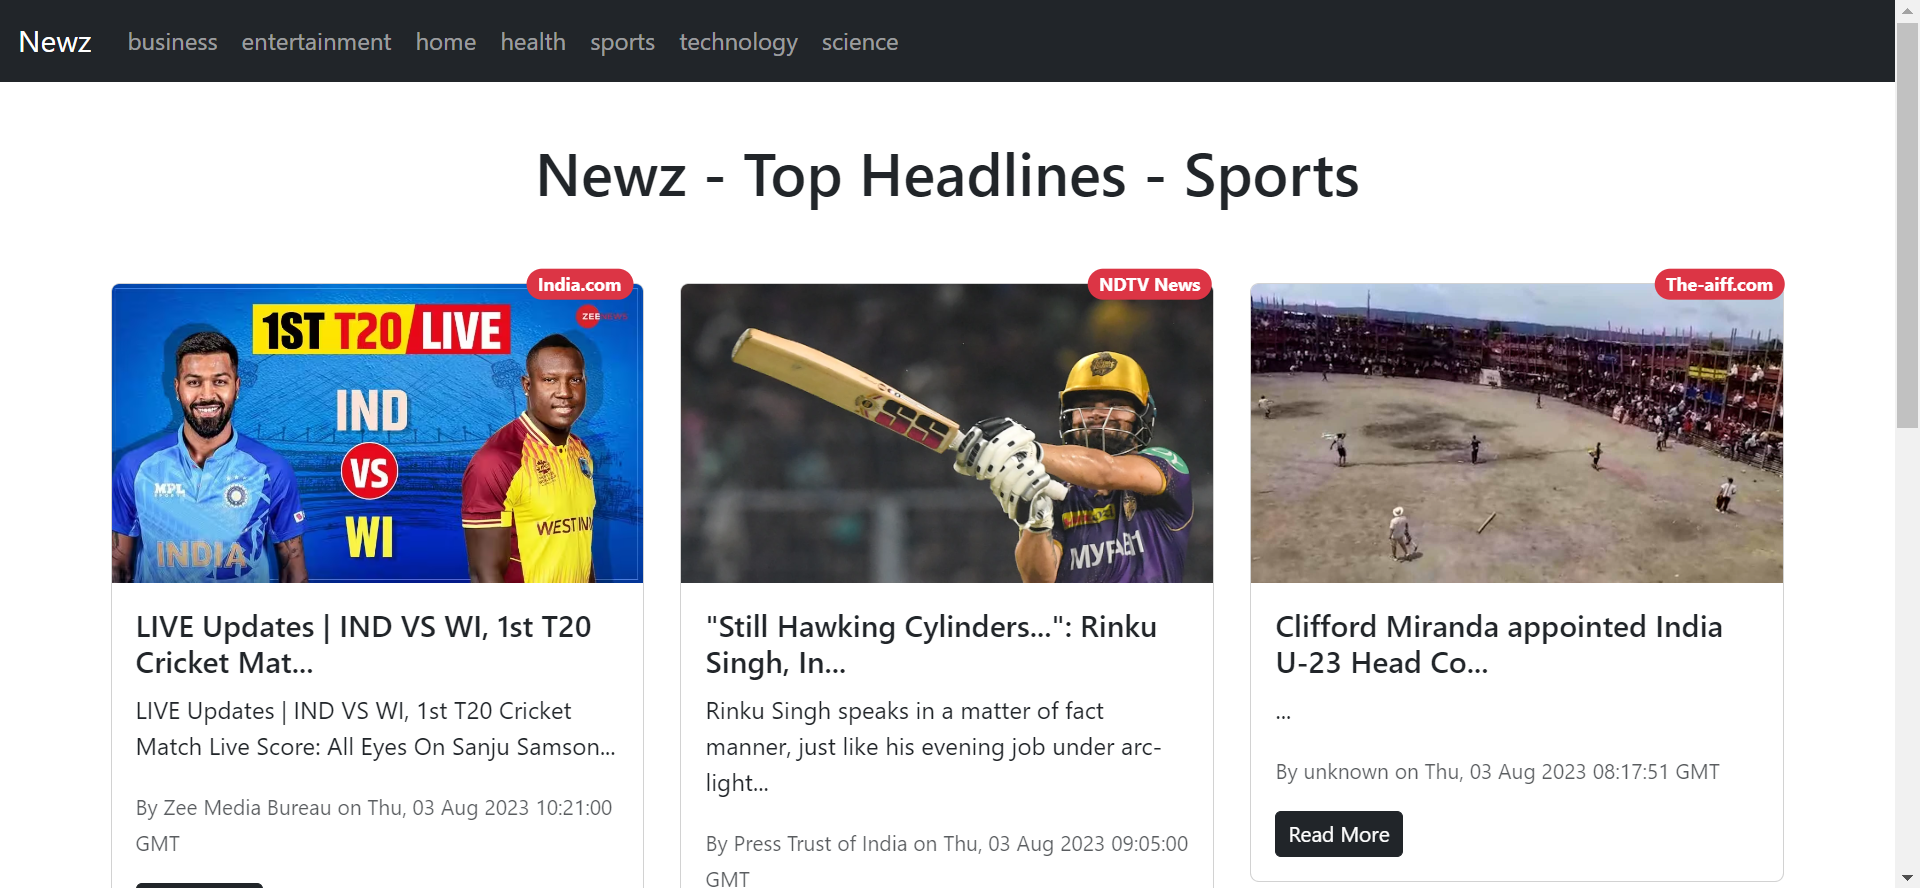 Newz business entertainment home health sports technology science
Newz - Top Headlines - Sports
India.com
1ST T20 LIVE
ZEE NEWS
IND
VS
WI
MPL
INDIA
WEST IN
LIVE Updates | IND VS WI, 1st T20
Cricket Mat...
LIVE Updates | IND VS WI, 1st T20 Cricket
Match Live Score: All Eyes On Sanju Samson...
By Zee Media Bureau on Thu, 03 Aug 2023 10:21:00
GMT
NDTV News
SS
"Still Hawking Cylinders...": Rinku
Singh, In...
Rinku Singh speaks in a matter of fact
manner, just like his evening job under arc-
light...
By Press Trust of India on Thu, 03 Aug 2023 09:05:00
GMT
The-aiff.com
Clifford Miranda appointed India
U-23 Head Co...
...
By unknown on Thu, 03 Aug 2023 08:17:51 GMT
Read More